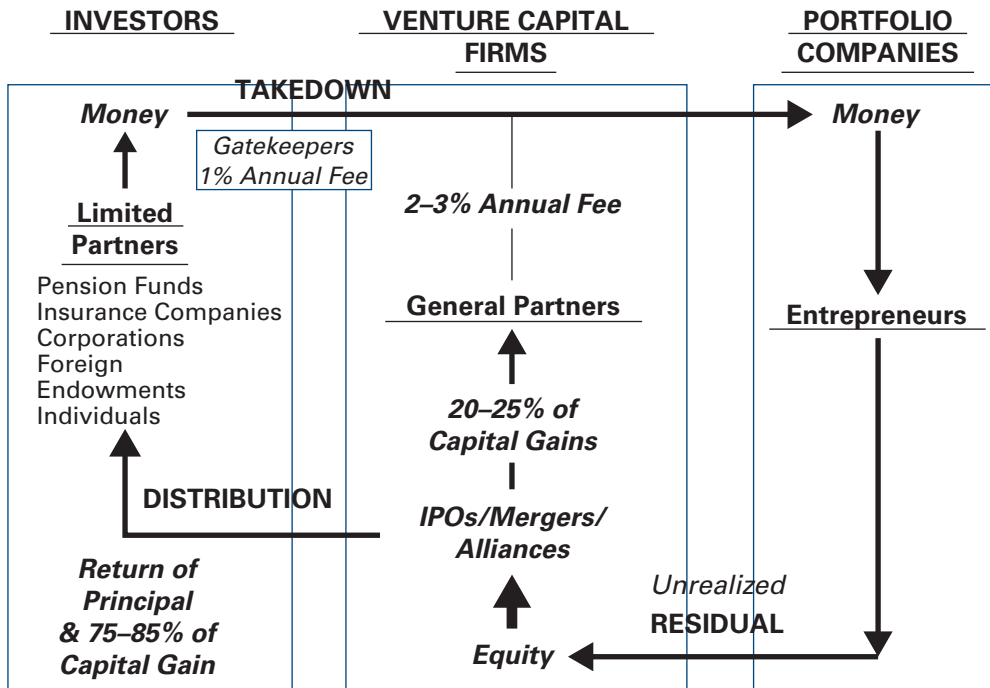 INVESTORS
VENTURE CAPITAL
FIRMS
PORTFOLIO
COMPANIES
TAKEDOWN
Money
Money
Gatekeepers
1% Annual Fee
2–3% Annual Fee
Limited
Partners
Pension Funds
Insurance Companies
Corporations
Foreign
Endowments
Individuals
General Partners
Entrepreneurs
20–25% of
Capital Gains
DISTRIBUTION
IPOs/Mergers/
Alliances
Return of
Principal
& 75–85% of
Capital Gain
Unrealized
RESIDUAL
Equity